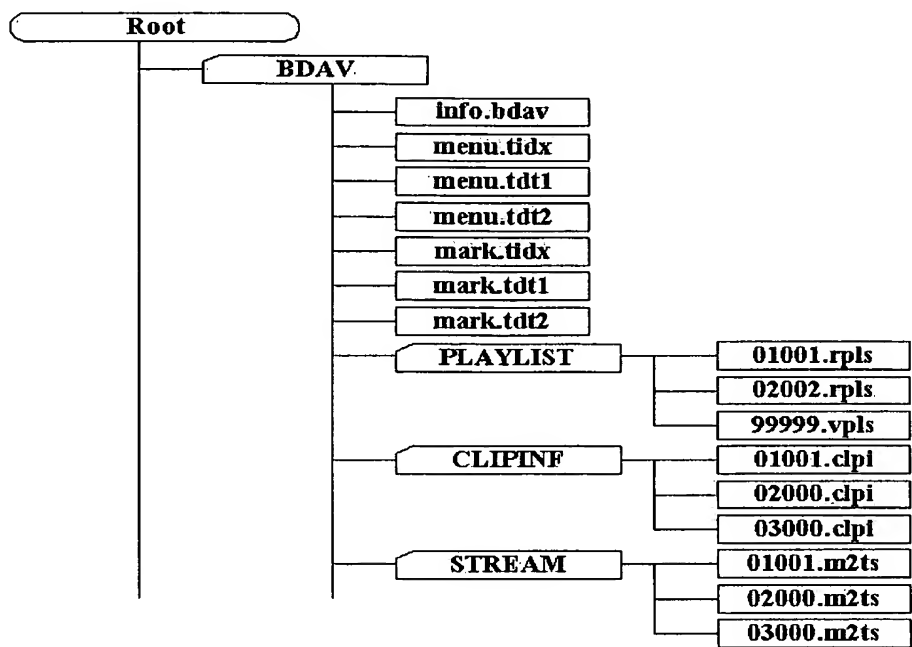 Root
BDAV
info.bdav
menu.tidx
menu.tdt1
menu.tdt2
mark.tidx
mark.tdt1
mark.tdt2
PLAYLIST
01001.rpls
02002.rpls
99999.vpls
CLIPINF
01001.clpi
02000.clpi
03000.clpi
STREAM
01001.m2ts
02000.m2ts
03000.m2ts